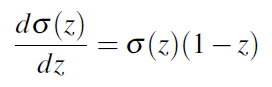 dσ(z)/dz = σ(z)(1 − z)